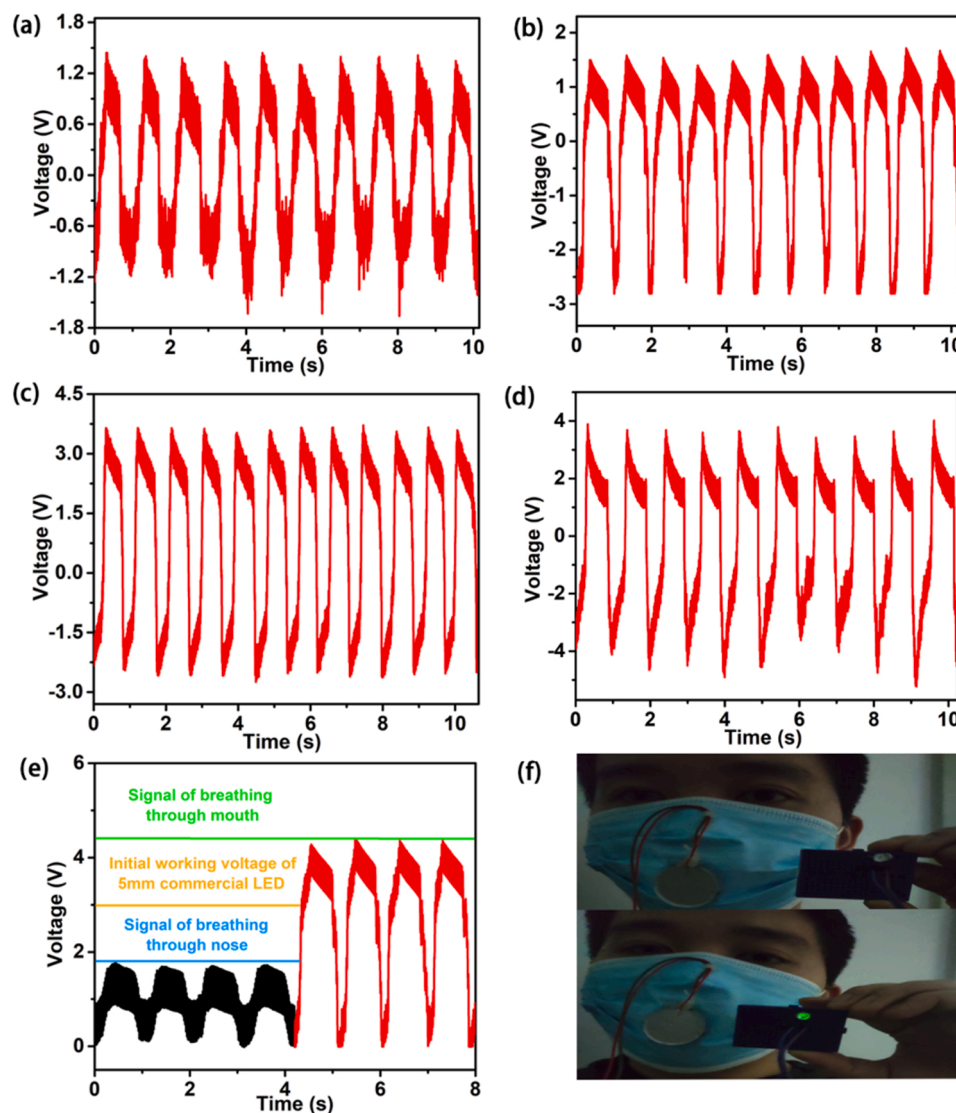 (a)
1.8
1.2
0.6
0.0
-0.6
-1.2
-1.8
Voltage (V)
0 2 4 6 8 10
Time (s)
(b)
2
1
0
-1
-2
-3
Voltage (V)
0 2 4 6 8 10
Time (s)
(c)
4.5
3.0
1.5
0.0
-1.5
-3.0
Voltage (V)
0 2 4 6 8 10
Time (s)
(d)
4
2
0
-2
-4
Voltage (V)
0 2 4 6 8 10
Time (s)
(e)
6
4
2
0
Voltage (V)
Signal of breathing
through mouth
Initial working voltage of
5mm commercial LED
Signal of breathing
through nose
0 2 4 6 8
Time (s)
(f)